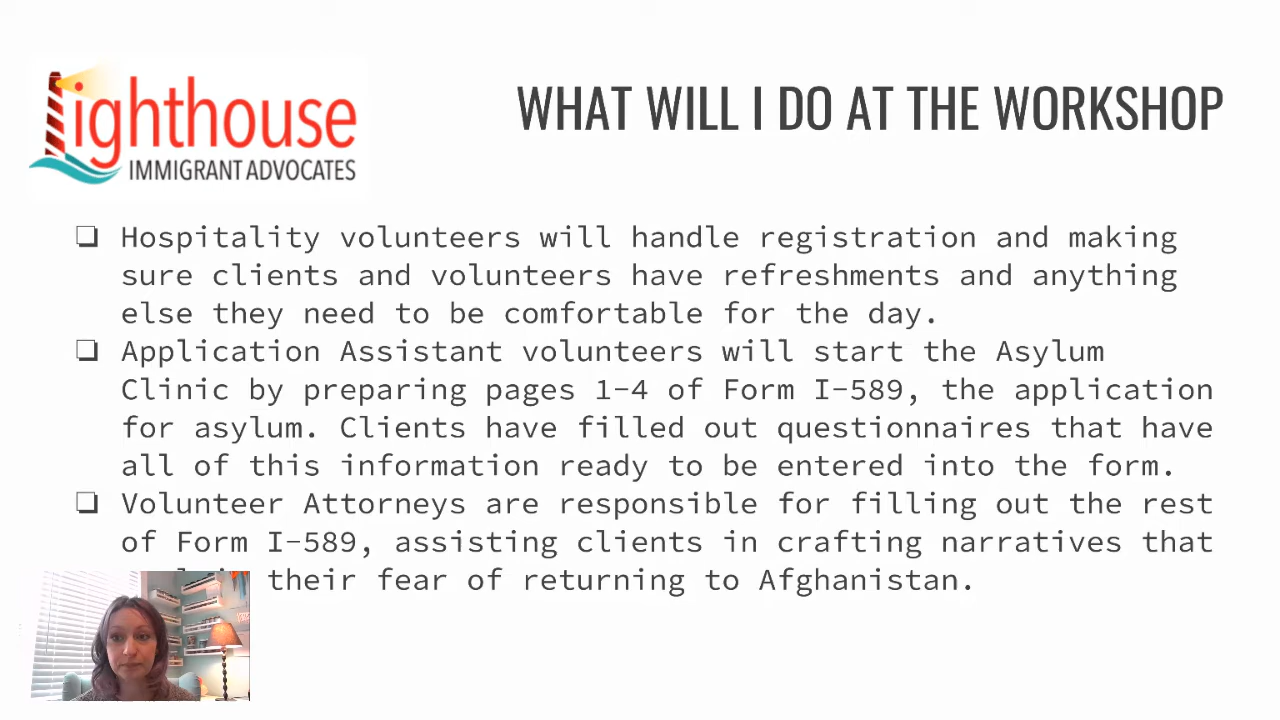 lighthouse
IMMIGRANT ADVOCATES
WHAT WILL I DO AT THE WORKSHOP
❏ Hospitality volunteers will handle registration and making
sure clients and volunteers have refreshments and anything
else they need to be comfortable for the day.
❏ Application Assistant volunteers will start the Asylum
Clinic by preparing pages 1-4 of Form I-589, the application
for asylum. Clients have filled out questionnaires that have
all of this information ready to be entered into the form.
❏ Volunteer Attorneys are responsible for filling out the rest
of Form I-589, assisting clients in crafting narratives that
their fear of returning to Afghanistan.